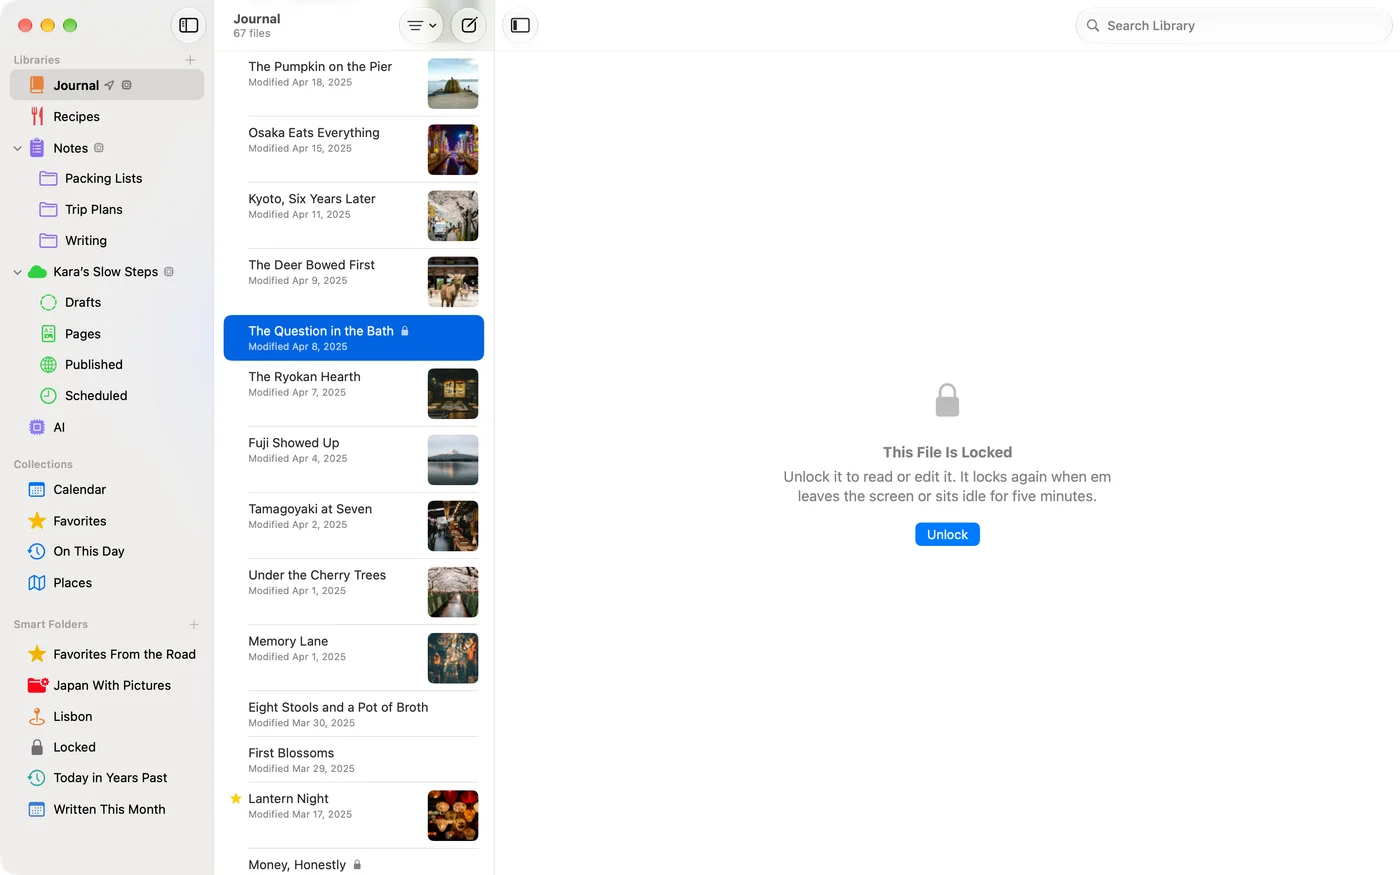 Libraries
Journal
Recipes
Notes
Packing Lists
Trip Plans
Writing
Kara's Slow Steps
Drafts
Pages
Published
Scheduled
AI
Collections
Calendar
Favorites
On This Day
Places
Smart Folders
Favorites From the Road
Japan With Pictures
Lisbon
Locked
Today in Years Past
Written This Month
Journal
67 files
The Pumpkin on the Pier
Modified Apr 18, 2025
Osaka Eats Everything
Modified Apr 15, 2025
Kyoto, Six Years Later
Modified Apr 11, 2025
The Deer Bowed First
Modified Apr 9, 2025
The Question in the Bath
Modified Apr 8, 2025
The Ryokan Hearth
Modified Apr 7, 2025
Fuji Showed Up
Modified Apr 4, 2025
Tamagoyaki at Seven
Modified Apr 2, 2025
Under the Cherry Trees
Modified Apr 1, 2025
Memory Lane
Modified Apr 1, 2025
Eight Stools and a Pot of Broth
Modified Mar 30, 2025
First Blossoms
Modified Mar 29, 2025
Lantern Night
Modified Mar 17, 2025
Money, Honestly
Search Library
This File Is Locked
Unlock it to read or edit it. It locks again when em
leaves the screen or sits idle for five minutes.
Unlock